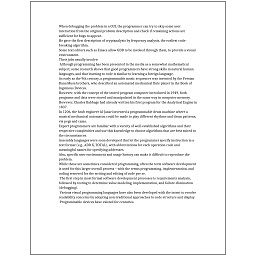 When debugging the problem in a GUI, the programmer can try to skip some user
interaction from the original problem description and check if remaining actions are
sufficient for bugs to appear.
He gave the first description of cryptanalysis by frequency analysis, the earliest code-
breaking algorithm.
Some text editors such as Emacs allow GDB to be invoked through them, to provide a visual
environment.
Their jobs usually involve:
Although programming has been presented in the media as a somewhat mathematical
subject, some research shows that good programmers have strong skills in natural human
languages, and that learning to code is similar to learning a foreign language.
As early as the 9th century, a programmable music sequencer was invented by the Persian
Banu Musa brothers, who described an automated mechanical flute player in the Book of
Ingenious Devices.
However, with the concept of the stored-program computer introduced in 1949, both
programs and data were stored and manipulated in the same way in computer memory.
However, Charles Babbage had already written his first program for the Analytical Engine in
1837.
In 1206, the Arab engineer Al-Jazari invented a programmable drum machine where a
musical mechanical automaton could be made to play different rhythms and drum patterns,
via pegs and cams.
Expert programmers are familiar with a variety of well-established algorithms and their
respective complexities and use this knowledge to choose algorithms that are best suited to
the circumstances.
Assembly languages were soon developed that let the programmer specify instruction in a
text format (e.g., ADD X, TOTAL), with abbreviations for each operation code and
meaningful names for specifying addresses.
Also, specific user environment and usage history can make it difficult to reproduce the
problem.
While these are sometimes considered programming, often the term software development
is used for this larger overall process – with the terms programming, implementation, and
coding reserved for the writing and editing of code per se.
The first step in most formal software development processes is requirements analysis,
followed by testing to determine value modeling, implementation, and failure elimination
(debugging).
Various visual programming languages have also been developed with the intent to resolve
readability concerns by adopting non-traditional approaches to code structure and display.
Programmable devices have existed for centuries.